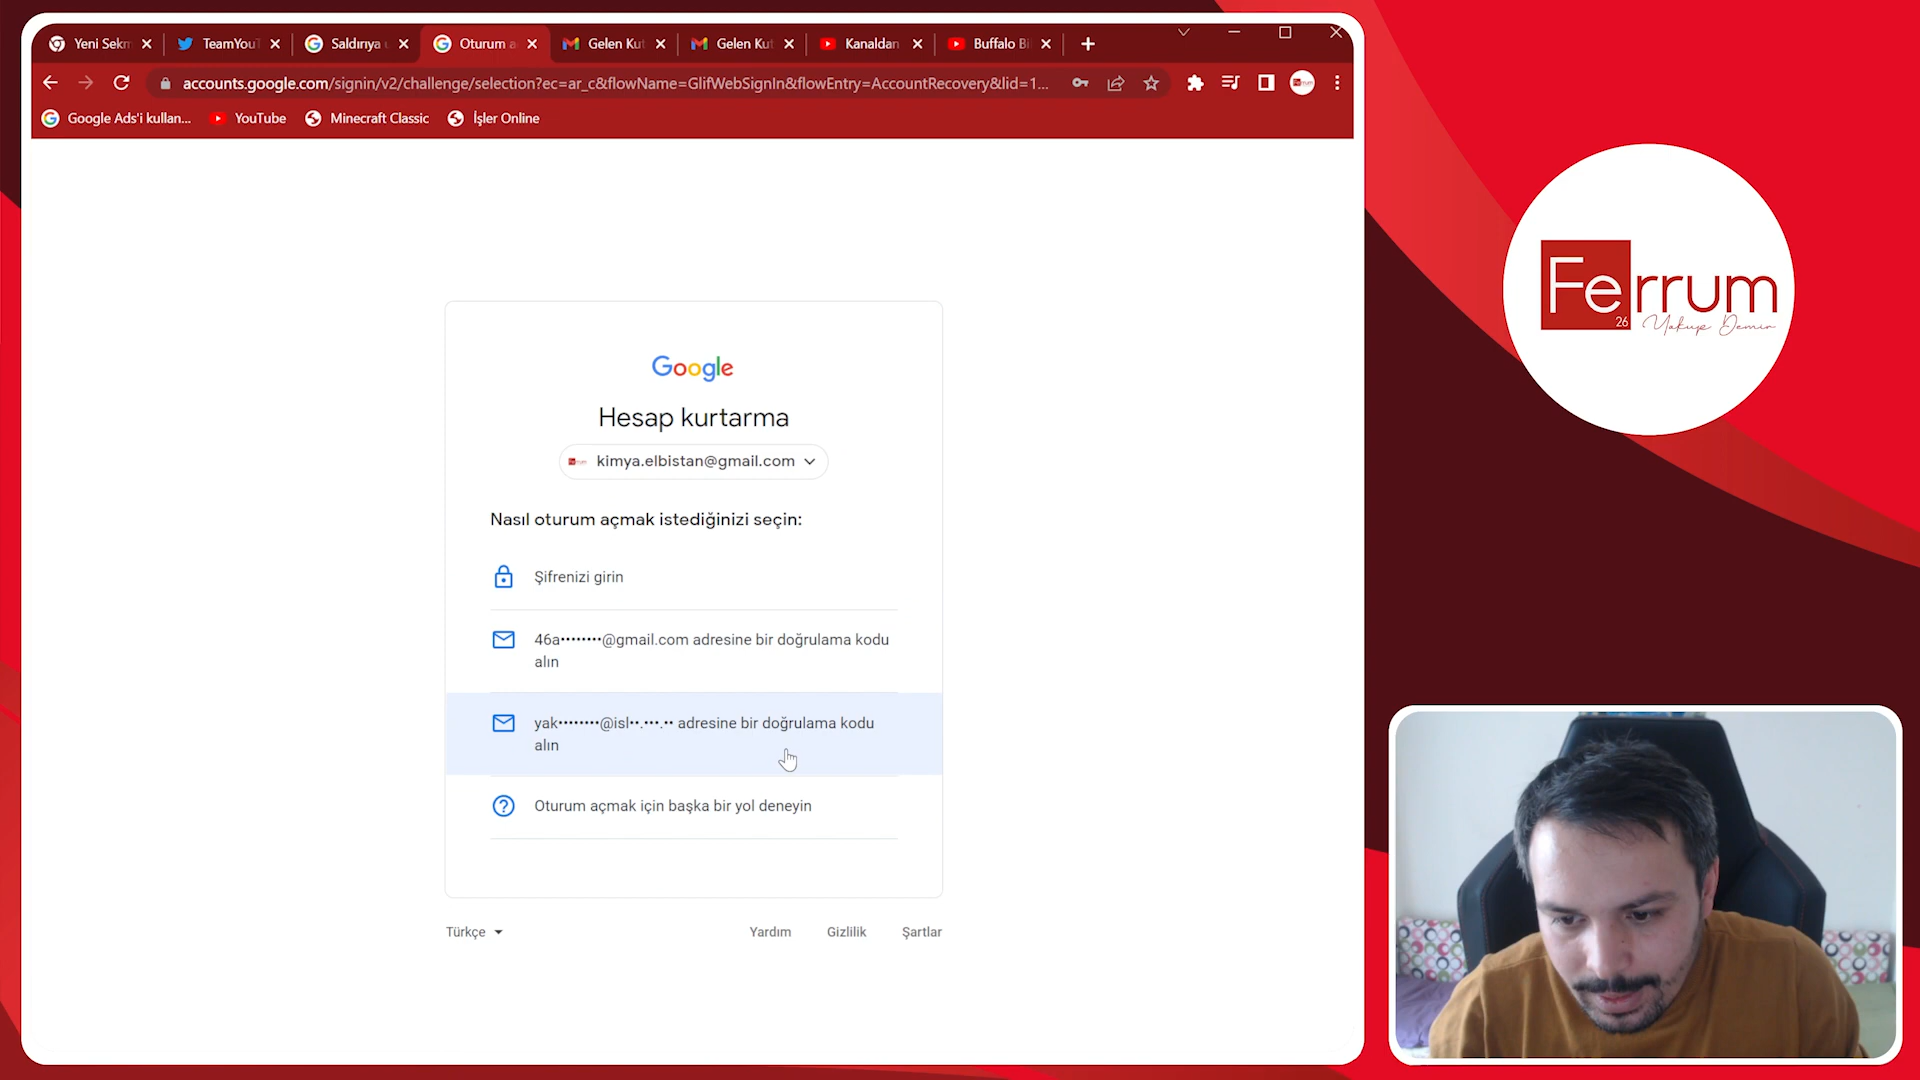 Yeni Sekm
TeamYouT
Saldırıya u
Oturum a
Gelen Kut
Gelen Kut
Kanaldan
Buffalo Bi
accounts.google.com/signin/v2/challenge/selection?ec=ar_c&flowName=GlifWebSignIn&flowEntry=AccountRecovery&lid=1...
Google Ads'i kullan...
YouTube
Minecraft Classic
İşler Online
Google
Hesap kurtarma
kimya.elbistan@gmail.com
Nasıl oturum açmak istediğinizi seçin:
Şifrenizi girin
46a••••••••@gmail.com adresine bir doğrulama kodu
alın
yak••••••••@isl••.•••.•• adresine bir doğrulama kodu
alın
Oturum açmak için başka bir yol deneyin
Türkçe
Yardım
Gizlilik
Şartlar
Ferrum
26
Yakup Demir